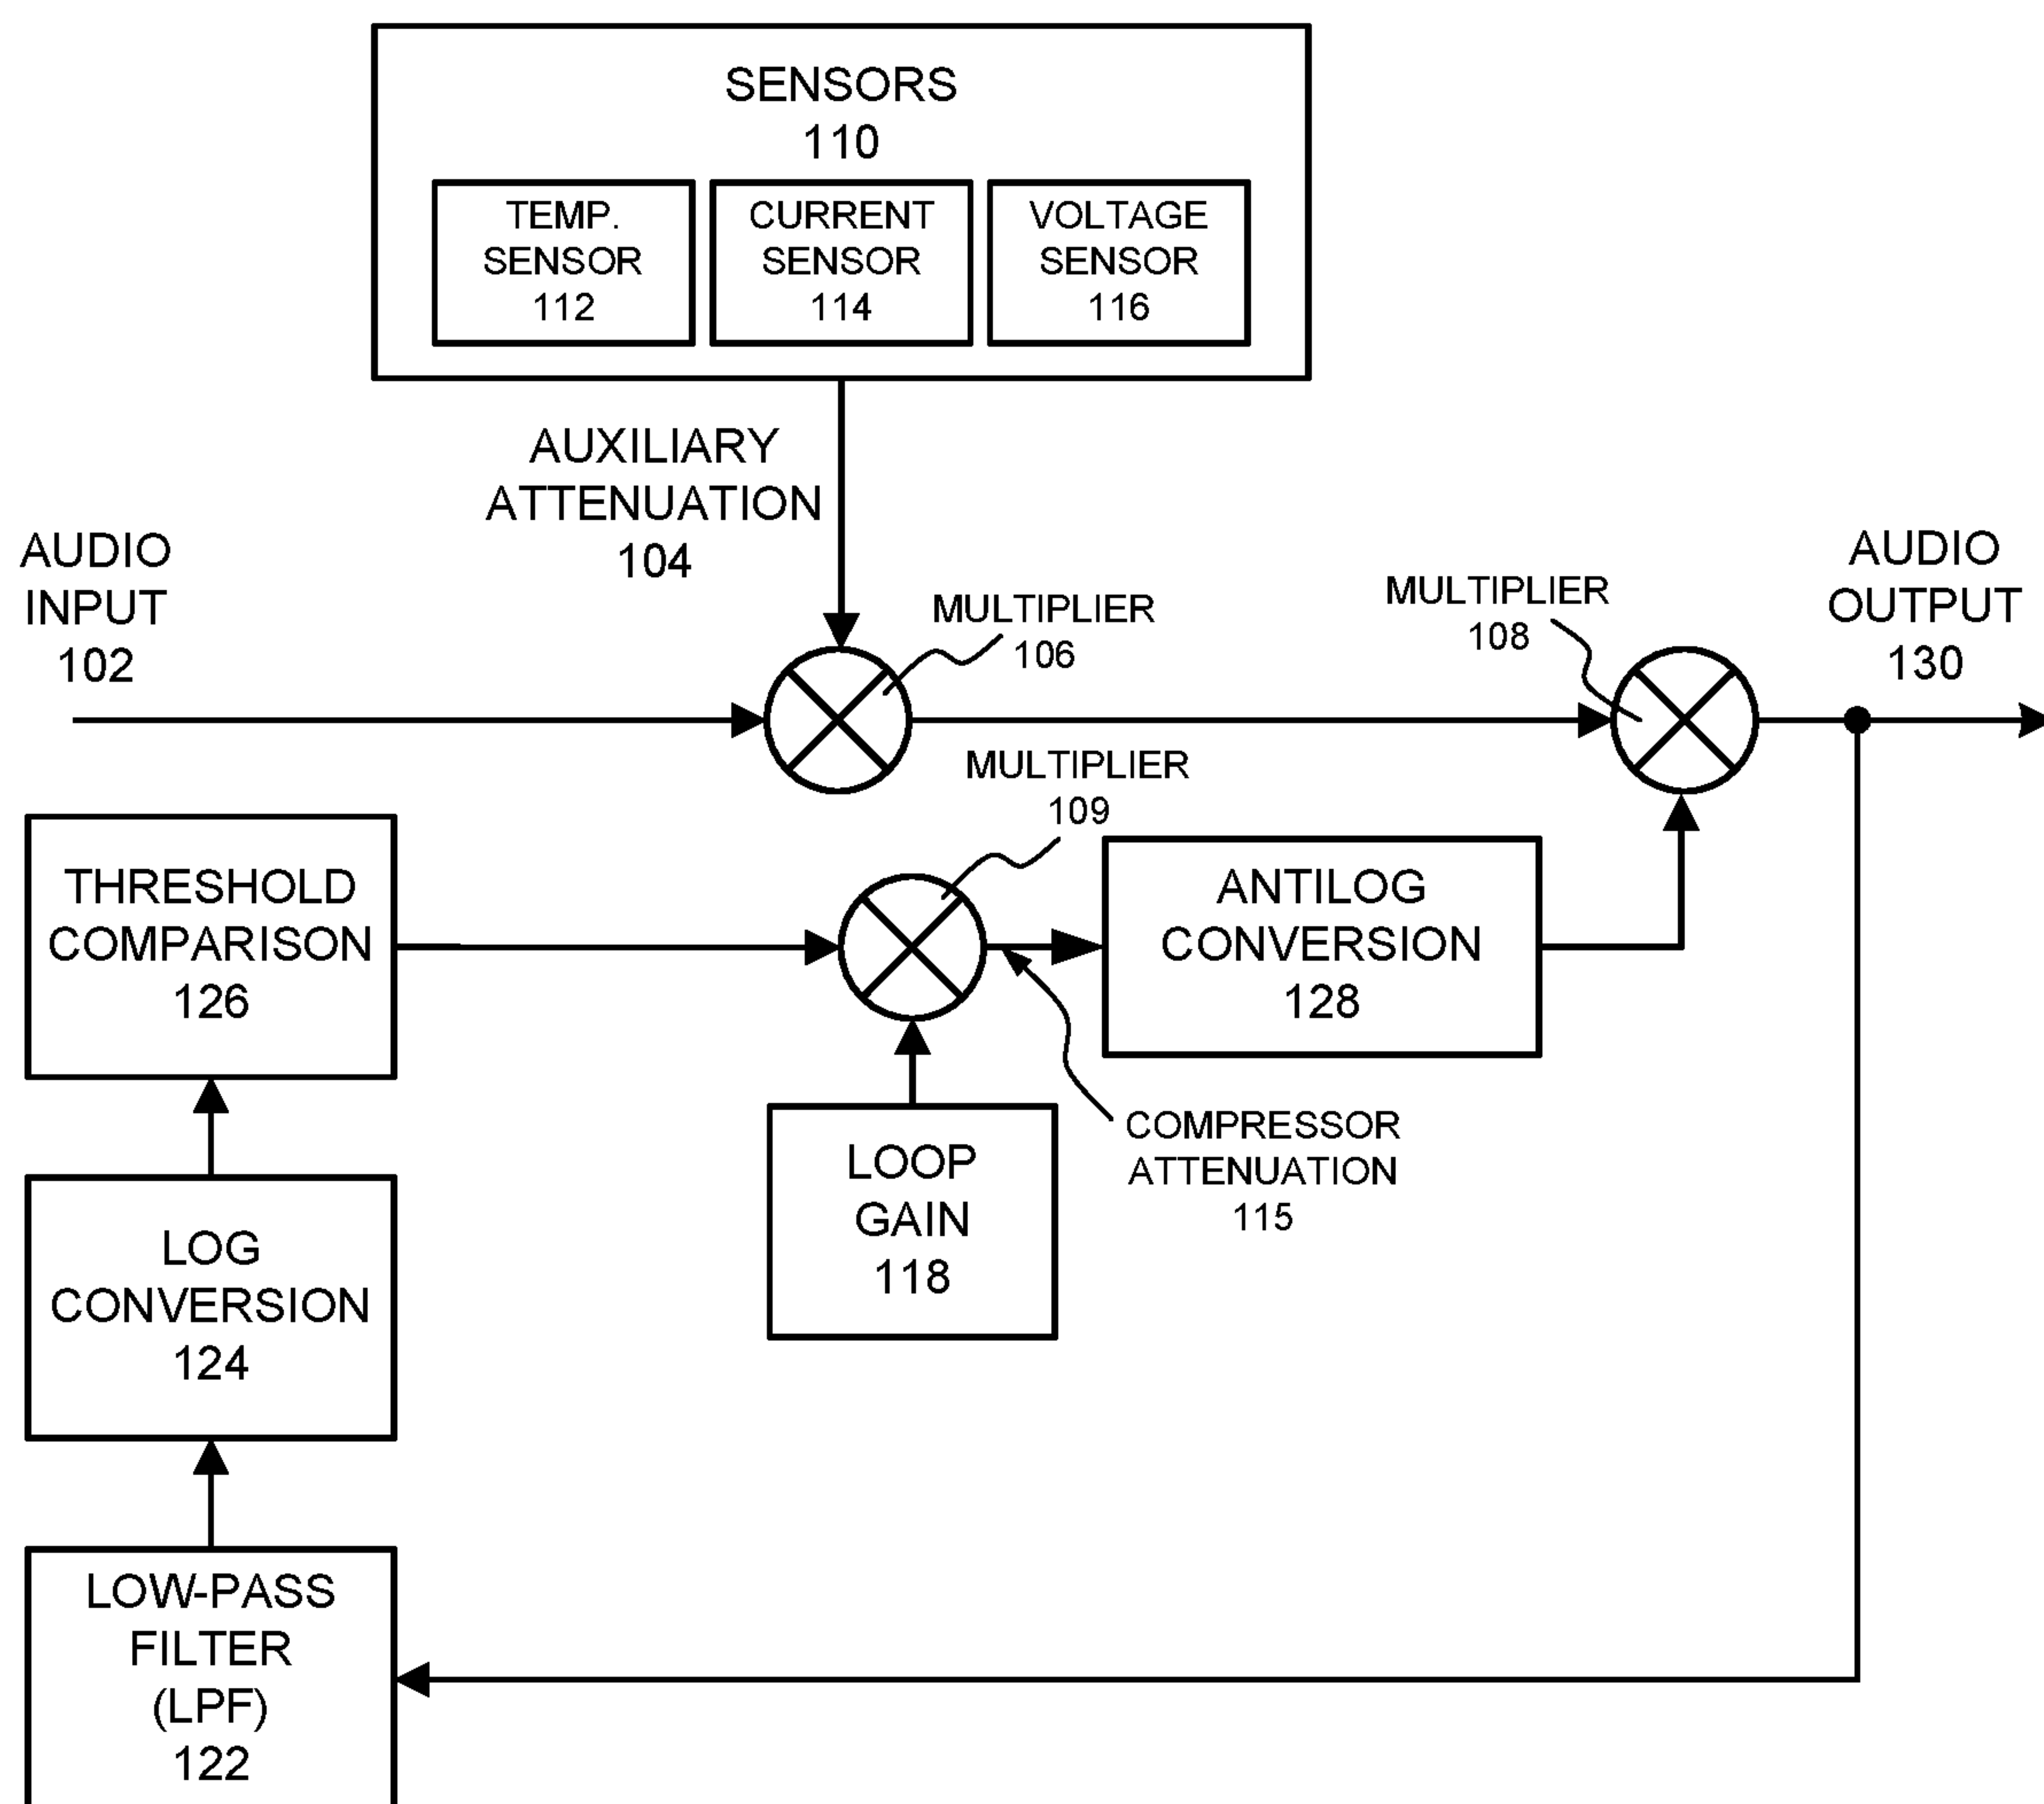 SENSORS
110
TEMP.
SENSOR
112
CURRENT
SENSOR
114
VOLTAGE
SENSOR
116
AUXILIARY
ATTENUATION
104
AUDIO
INPUT
102
MULTIPLIER
106
MULTIPLIER
108
AUDIO
OUTPUT
130
MULTIPLIER
109
THRESHOLD
COMPARISON
126
ANTILOG
CONVERSION
128
LOOP
GAIN
118
COMPRESSOR
ATTENUATION
115
LOG
CONVERSION
124
LOW-PASS
FILTER
(LPF)
122